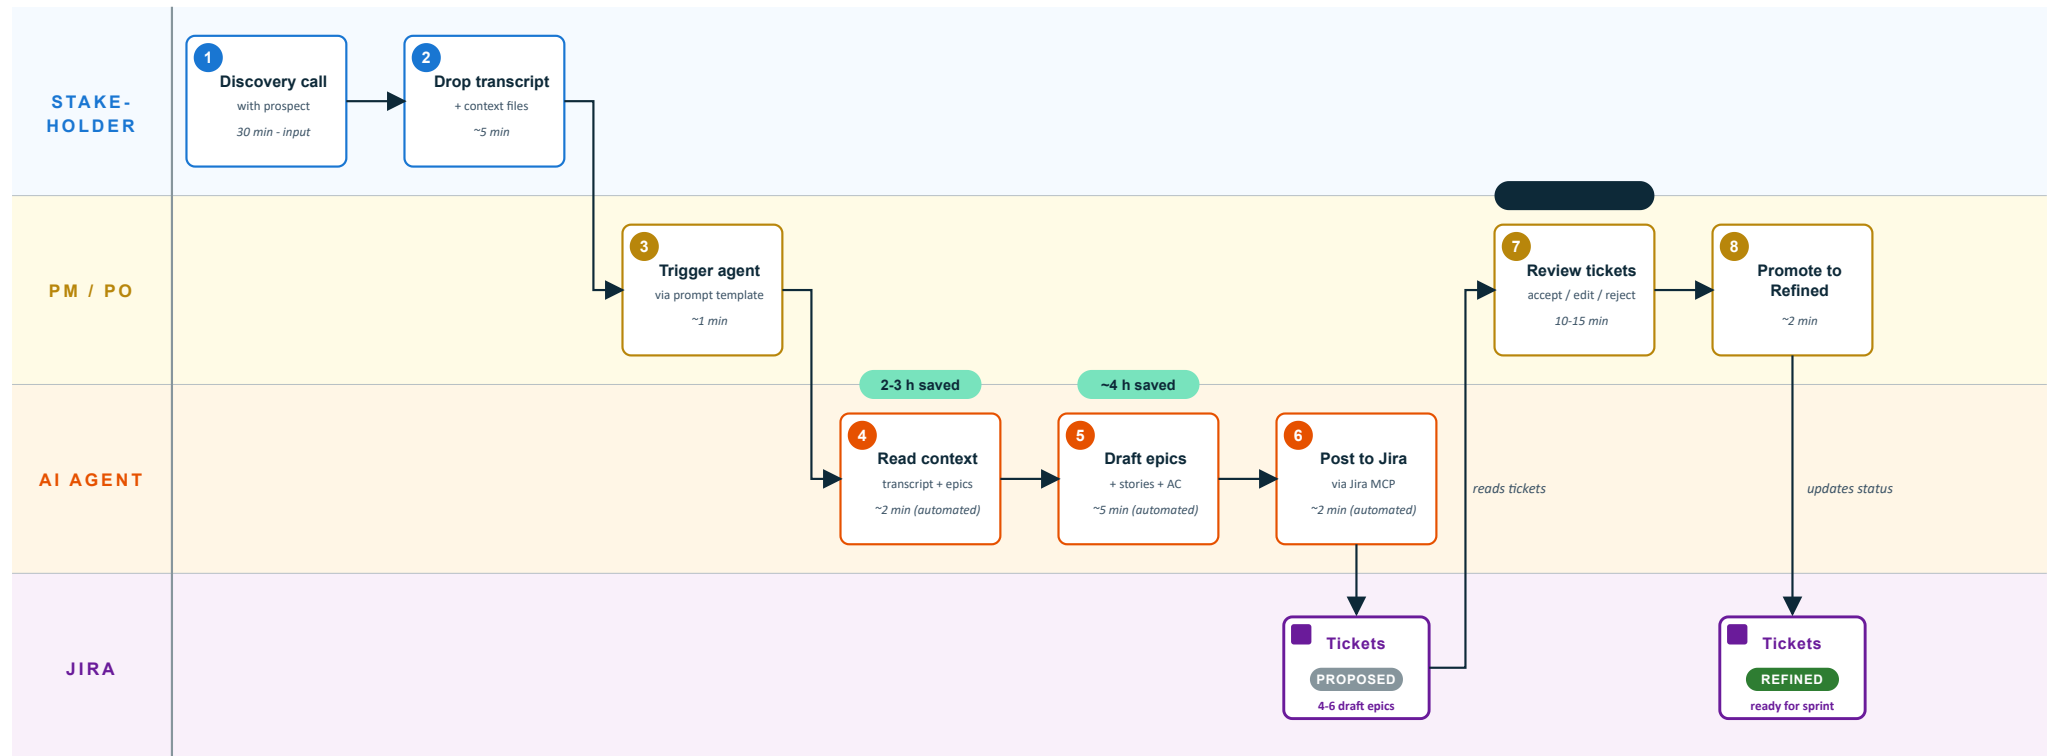 STAKE-
HOLDER
1
Discovery call
with prospect
30 min - input
2
Drop transcript
+ context files
~5 min
PM / PO
3
Trigger agent
via prompt template
~1 min
7
Review tickets
accept / edit / reject
10-15 min
8
Promote to
Refined
~2 min
AI AGENT
2-3 h saved
4
Read context
transcript + epics
~2 min (automated)
~4 h saved
5
Draft epics
+ stories + AC
~5 min (automated)
6
Post to Jira
via Jira MCP
~2 min (automated)
reads tickets
updates status
JIRA
Tickets
PROPOSED
4-6 draft epics
Tickets
REFINED
ready for sprint